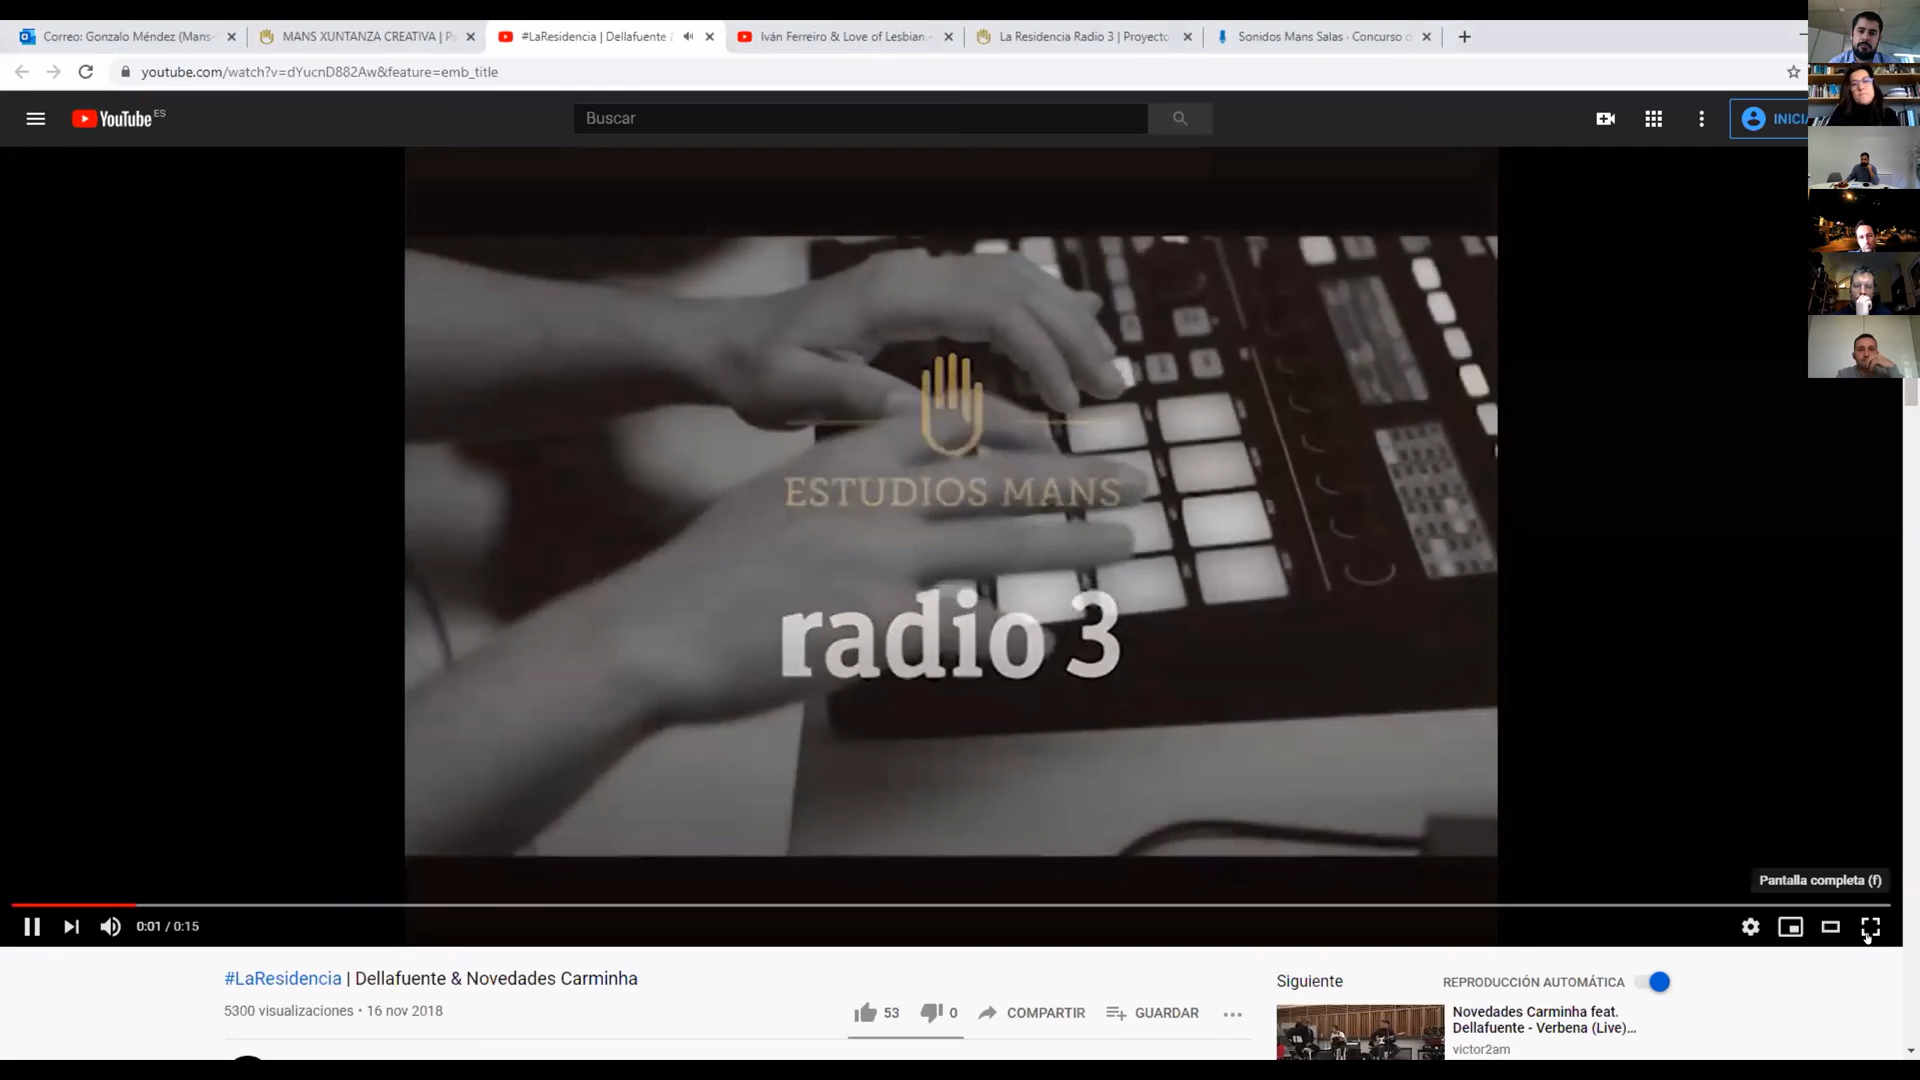 Correo: Gonzalo Méndez (Mans-
MANS XUNTANZA CREATIVA | P
#LaResidencia | Dellafuente
Iván Ferreiro & Love of Lesbian -
La Residencia Radio 3 | Proyecto
Sonidos Mans Salas - Concurso
youtube.com/watch?v=dYucnD882Aw&feature=emb_title
YouTube ES
Buscar
INICI
ESTUDIOS MANS
radio 3
Pantalla completa (f)
0:01 / 0:15
#LaResidencia | Dellafuente & Novedades Carminha
5300 visualizaciones • 16 nov 2018
53
0
COMPARTIR
GUARDAR
Siguiente
REPRODUCCIÓN AUTOMÁTICA
Novedades Carminha feat.
Dellafuente - Verbena (Live)...
victor2am